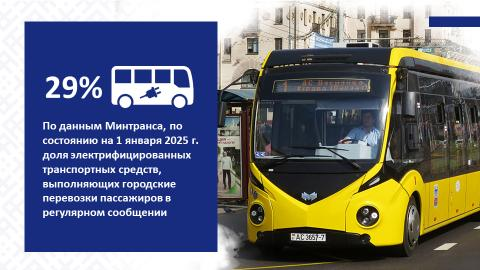 29%
По данным Минтранса, по
состоянию на 1 января 2025 г.
доля электрифицированных
транспортных средств,
выполняющих городские
перевозки пассажиров в
регулярном сообщении
1